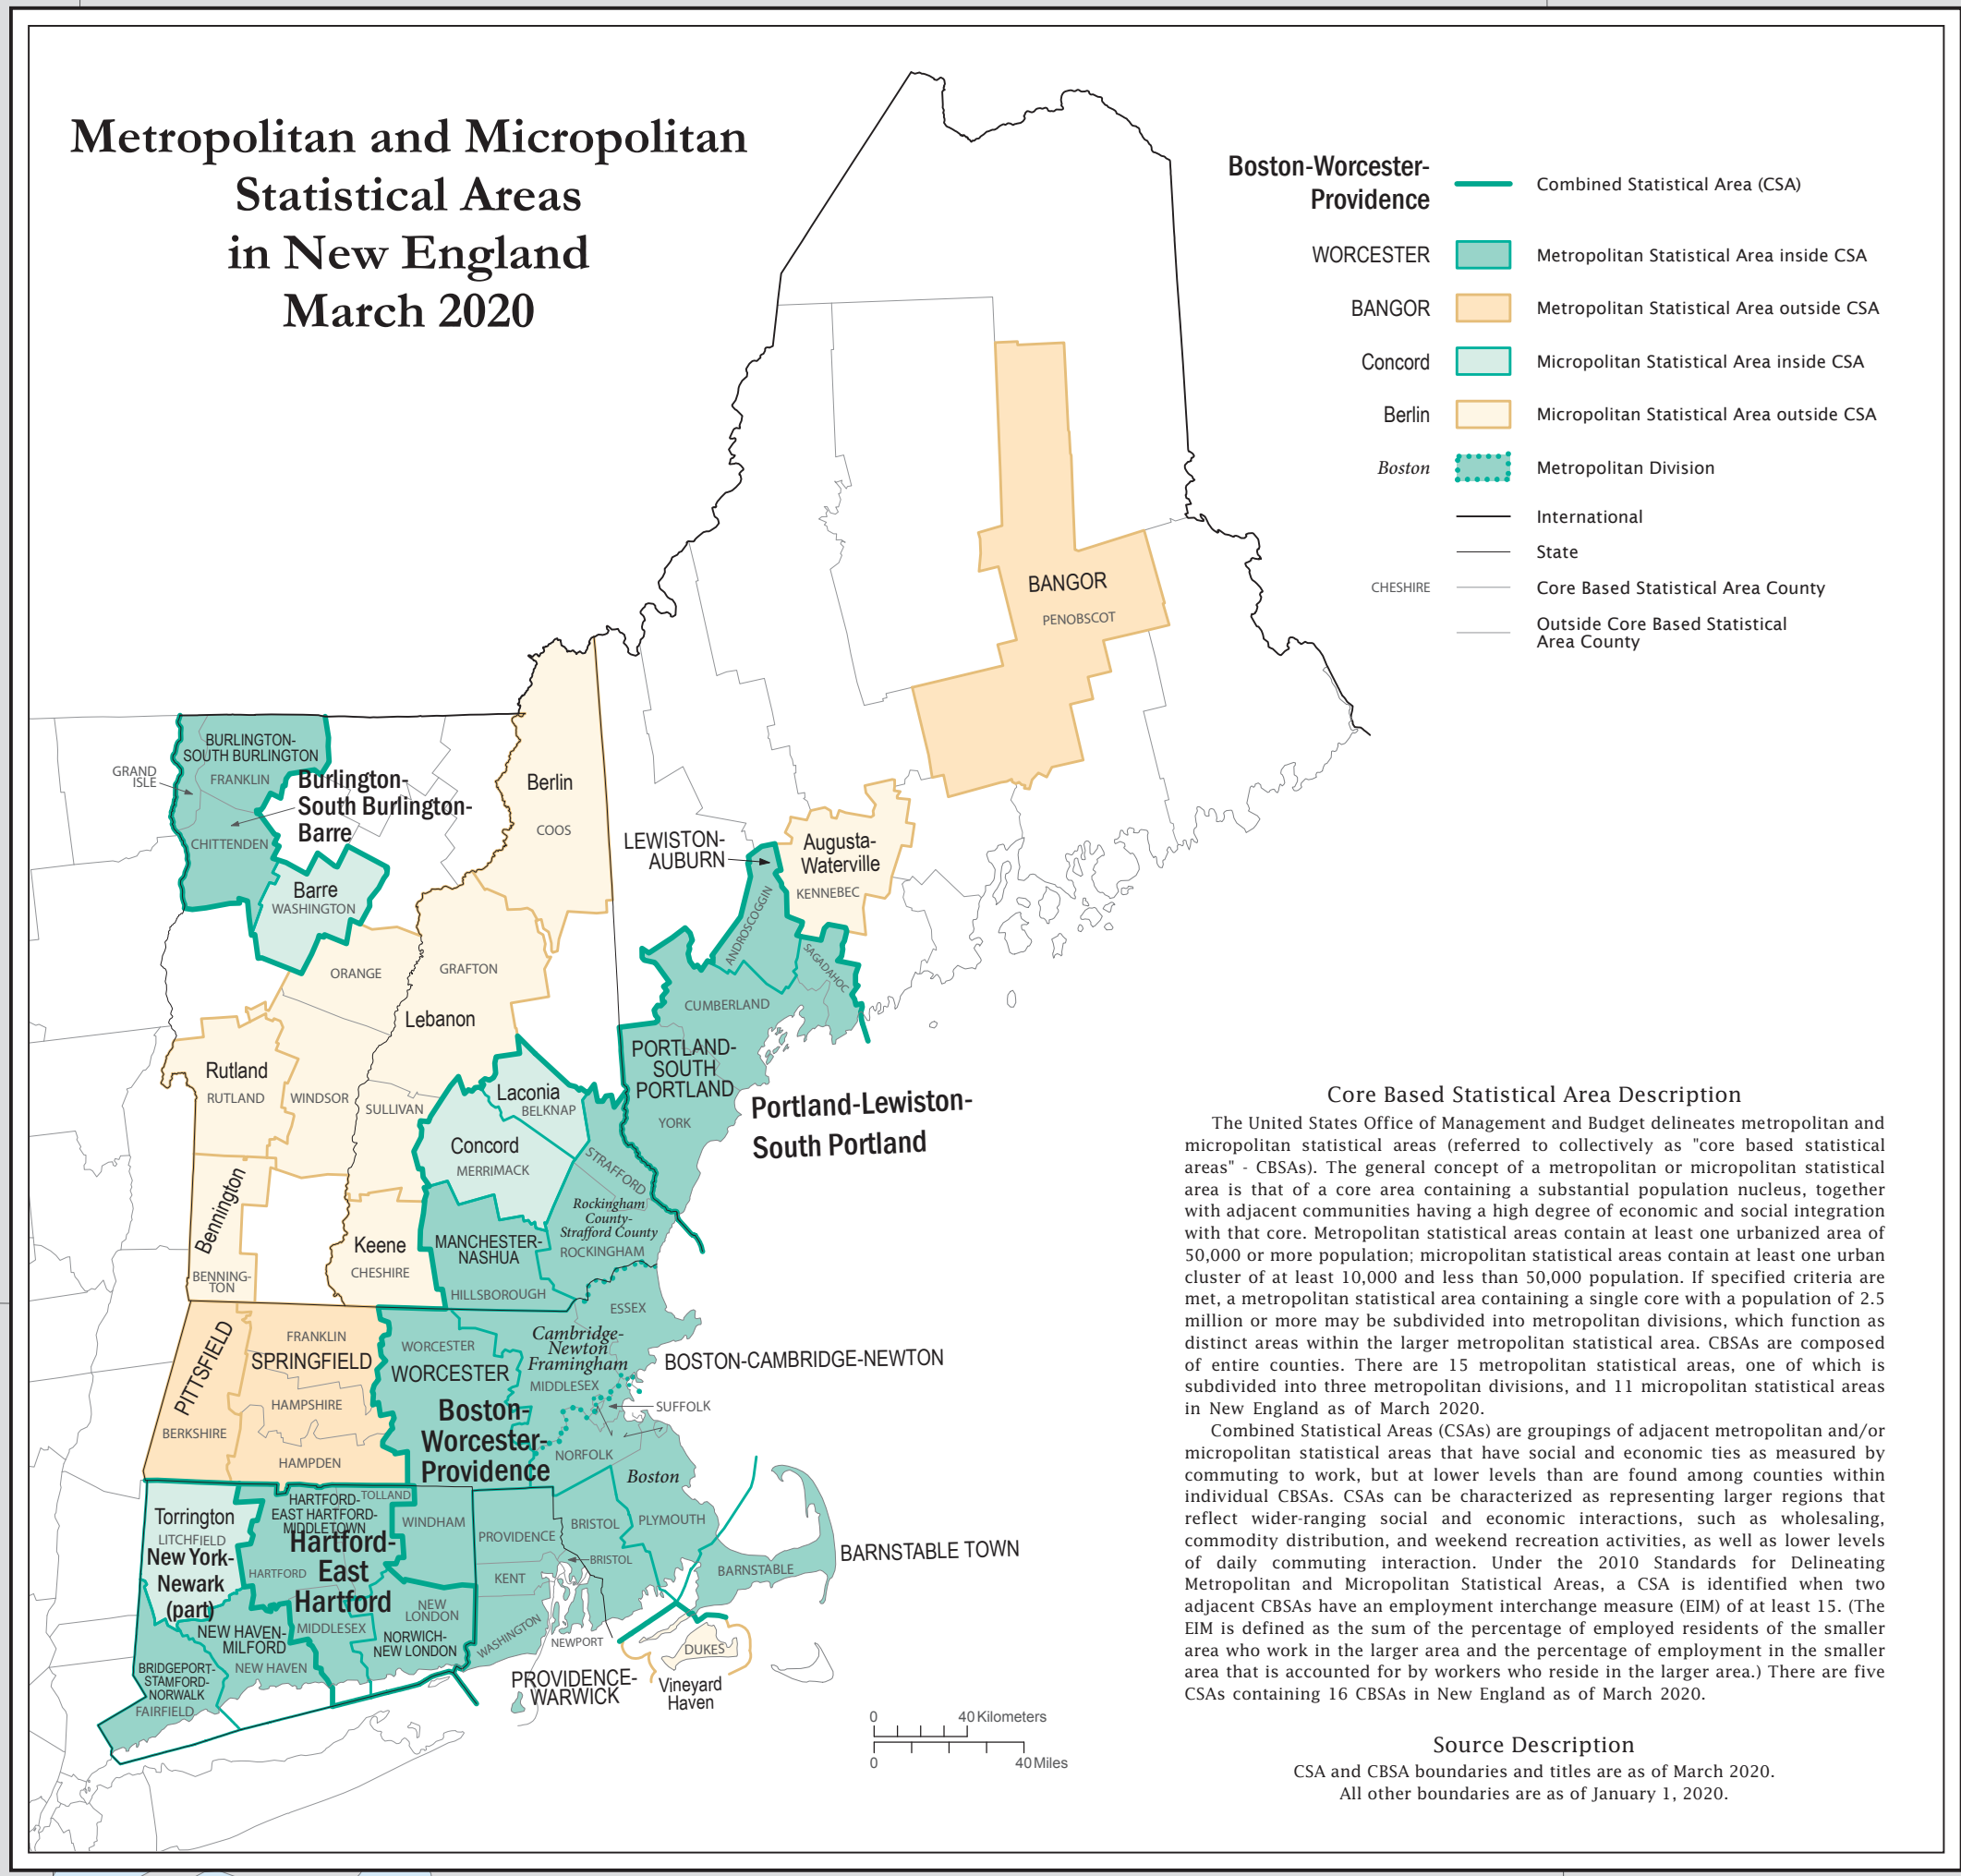 Metropolitan and Micropolitan
Statistical Areas
in New England
March 2020
Boston-Worcester-
Providence
Combined Statistical Area (CSA)
WORCESTER
Metropolitan Statistical Area inside CSA
BANGOR
Metropolitan Statistical Area outside CSA
Concord
Micropolitan Statistical Area inside CSA
Berlin
Micropolitan Statistical Area outside CSA
Boston
Metropolitan Division
International
State
CHESHIRE
Core Based Statistical Area County
Outside Core Based Statistical
Area County
BANGOR
PENOBSCOT
BURLINGTON-
SOUTH BURLINGTON
GRAND
ISLE
FRANKLIN
CHITTENDEN
Burlington-
South Burlington-
Barre
Barre
WASHINGTON
Berlin
COOS
LEWISTON-
AUBURN
Augusta-
Waterville
KENNEBEC
ANDROSCOGGIN
SAGADAHOC
CUMBERLAND
PORTLAND-
SOUTH
PORTLAND
YORK
Portland-Lewiston-
South Portland
ORANGE
GRAFTON
Lebanon
Rutland
RUTLAND
WINDSOR
SULLIVAN
Laconia
BELKNAP
Concord
MERRIMACK
STRAFFORD
Rockingham
County-
Strafford County
ROCKINGHAM
Bennington
BENNING-
TON
Keene
CHESHIRE
MANCHESTER-
NASHUA
HILLSBOROUGH
PITTSFIELD
BERKSHIRE
FRANKLIN
SPRINGFIELD
HAMPSHIRE
HAMPDEN
WORCESTER
WORCESTER
ESSEX
Cambridge-
Newton
Framingham
MIDDLESEX
BOSTON-CAMBRIDGE-NEWTON
SUFFOLK
Boston-
Worcester-
Providence
NORFOLK
Boston
Torrington
LITCHFIELD
New York-
Newark
(part)
HARTFORD-
EAST HARTFORD-
MIDDLETOWN
TOLLAND
Hartford-
East
Hartford
HARTFORD
WINDHAM
PROVIDENCE
BRISTOL
PLYMOUTH
BRISTOL
KENT
BARNSTABLE
BARNSTABLE TOWN
NEW HAVEN-
MILFORD
NEW HAVEN
MIDDLESEX
NEW
LONDON
NORWICH-
NEW LONDON
WASHINGTON
NEWPORT
DUKES
Vineyard
Haven
PROVIDENCE-
WARWICK
BRIDGEPORT-
STAMFORD-
NORWALK
FAIRFIELD
0 40 Kilometers
0 40 Miles
Core Based Statistical Area Description
The United States Office of Management and Budget delineates metropolitan and
micropolitan statistical areas (referred to collectively as "core based statistical
areas" - CBSAs). The general concept of a metropolitan or micropolitan statistical
area is that of a core area containing a substantial population nucleus, together
with adjacent communities having a high degree of economic and social integration
with that core. Metropolitan statistical areas contain at least one urbanized area of
50,000 or more population; micropolitan statistical areas contain at least one urban
cluster of at least 10,000 and less than 50,000 population. If specified criteria are
met, a metropolitan statistical area containing a single core with a population of 2.5
million or more may be subdivided into metropolitan divisions, which function as
distinct areas within the larger metropolitan statistical area. CBSAs are composed
of entire counties. There are 15 metropolitan statistical areas, one of which is
subdivided into three metropolitan divisions, and 11 micropolitan statistical areas
in New England as of March 2020.
Combined Statistical Areas (CSAs) are groupings of adjacent metropolitan and/or
micropolitan statistical areas that have social and economic ties as measured by
commuting to work, but at lower levels than are found among counties within
individual CBSAs. CSAs can be characterized as representing larger regions that
reflect wider-ranging social and economic interactions, such as wholesaling,
commodity distribution, and weekend recreation activities, as well as lower levels
of daily commuting interaction. Under the 2010 Standards for Delineating
Metropolitan and Micropolitan Statistical Areas, a CSA is identified when two
adjacent CBSAs have an employment interchange measure (EIM) of at least 15. (The
EIM is defined as the sum of the percentage of employed residents of the smaller
area who work in the larger area and the percentage of employment in the smaller
area that is accounted for by workers who reside in the larger area.) There are five
CSAs containing 16 CBSAs in New England as of March 2020.
Source Description
CSA and CBSA boundaries and titles are as of March 2020.
All other boundaries are as of January 1, 2020.